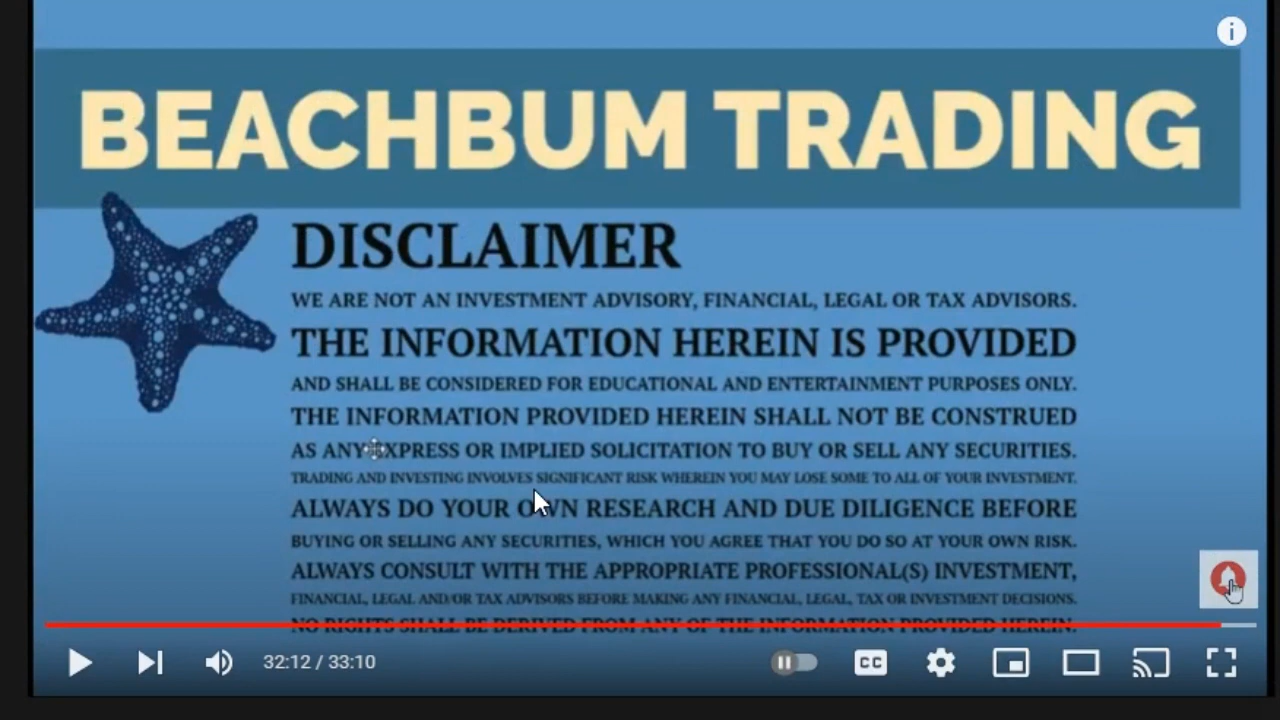 BEACHBUM TRADING
DISCLAIMER
WE ARE NOT AN INVESTMENT ADVISORY, FINANCIAL, LEGAL OR TAX ADVISORS.
THE INFORMATION HEREIN IS PROVIDED
AND SHALL BE CONSIDERED FOR EDUCATIONAL AND ENTERTAINMENT PURPOSES ONLY.
THE INFORMATION PROVIDED HEREIN SHALL NOT BE CONSTRUED
AS ANY EXPRESS OR IMPLIED SOLICITATION TO BUY OR SELL ANY SECURITIES.
TRADING AND INVESTING INVOLVES SIGNIFICANT RISK WHEREIN YOU MAY LOSE SOME TO ALL OF YOUR INVESTMENT.
ALWAYS DO YOUR OWN RESEARCH AND DUE DILIGENCE BEFORE
BUYING OR SELLING ANY SECURITIES, WHICH YOU AGREE THAT YOU DO SO AT YOUR OWN RISK.
ALWAYS CONSULT WITH THE APPROPRIATE PROFESSIONAL(S) INVESTMENT,
FINANCIAL, LEGAL AND/OR TAX ADVISORS BEFORE MAKING ANY FINANCIAL, LEGAL, TAX OR INVESTMENT DECISIONS.
NO RIGHTS SHALL BE DERIVED FROM ANY OF THE INFORMATION PROVIDED HEREIN.
32:12 / 33:10
CC